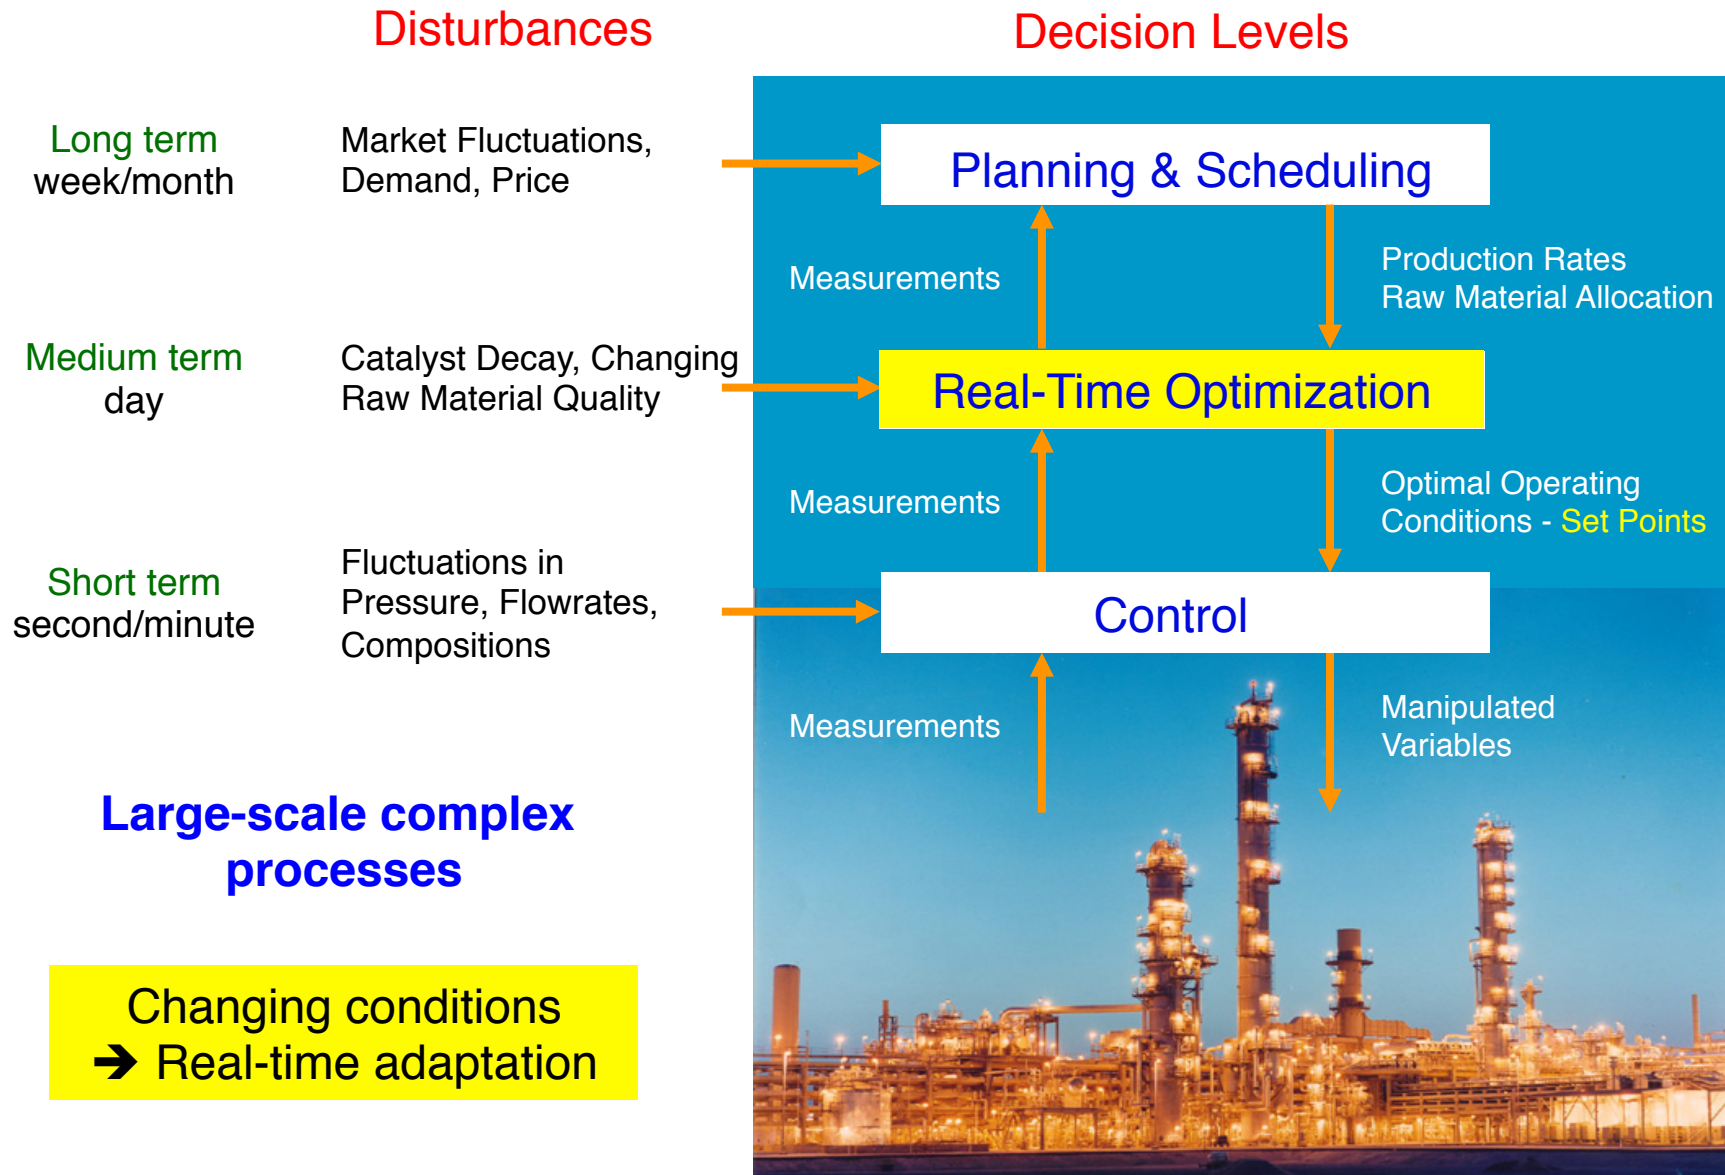 Disturbances
Decision Levels
Long term
week/month
Market Fluctuations,
Demand, Price
Planning & Scheduling
Measurements
Production Rates
Raw Material Allocation
Medium term
day
Catalyst Decay, Changing
Raw Material Quality
Real-Time Optimization
Measurements
Optimal Operating
Conditions - Set Points
Short term
second/minute
Fluctuations in
Pressure, Flowrates,
Compositions
Control
Measurements
Manipulated
Variables
Large-scale complex
processes
Changing conditions
➔ Real-time adaptation